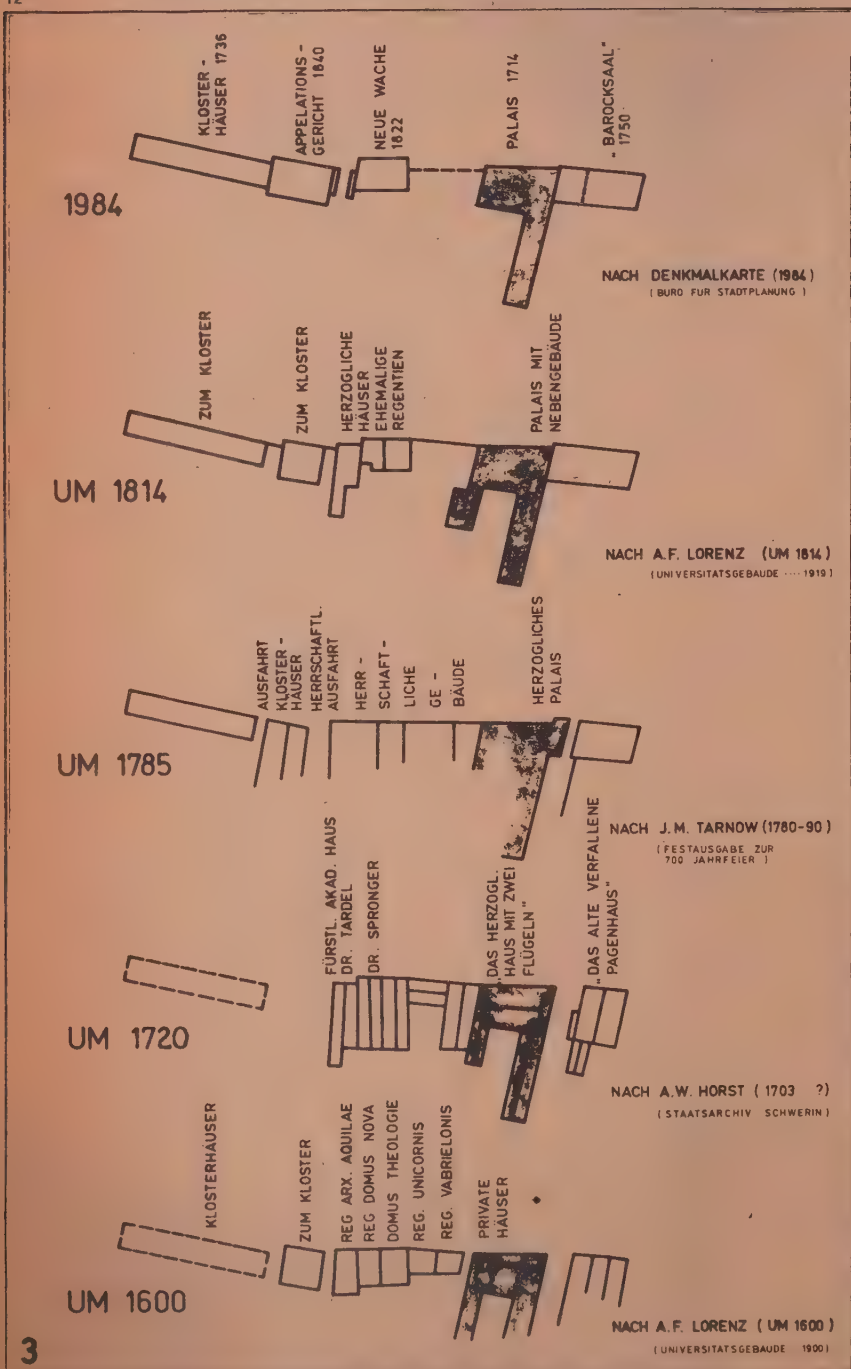 12
KLOSTER-
HÄUSER 1736
APPELATIONS-
GERICHT 1840
NEUE WACHE
1822
PALAIS 1714
"BAROCKSAAL"
1750
1984
NACH DENKMALKARTE (1984)
( BÜRO FUR STADTPLANUNG )
ZUM KLOSTER
ZUM KLOSTER
HERZOGLICHE
HÄUSER
EHEMALIGE
REGENTIEN
PALAIS MIT
NEBENGEBÄUDE
UM 1814
NACH A.F. LORENZ (UM 1814)
(UNIVERSITATSGEBAUDE ···· 1919)
AUSFAHRT
KLOSTER-
HÄUSER
HERRSCHAFTL.
AUSFAHRT
HERR-
SCHAFT-
LICHE
GE-
BÄUDE
HERZOGLICHES
PALAIS
UM 1785
NACH J.M. TARNOW (1780-90)
(FESTAUSGABE ZUR
700 JAHRFEIER )
FÜRSTL. AKAD. HAUS
DR. TARDEL
DR. SPRONGER
"DAS HERZOGL.
HAUS MIT ZWEI
FLÜGELN"
"DAS ALTE VERFALLENE
PAGENHAUS"
UM 1720
NACH A.W. HORST ( 1703 ?)
( STAATSARCHIV SCHWERIN )
KLOSTERHÄUSER
ZUM KLOSTER
REG ARX. AQUILAE
REG DOMUS NOVA
DOMUS THEOLOGIE
REG. UNICORNIS
REG. VABRIELONIS
PRIVATE
HÄUSER
UM 1600
NACH A.F. LORENZ ( UM 1600 )
(UNIVERSITATSGEBAUDE 1900)
3